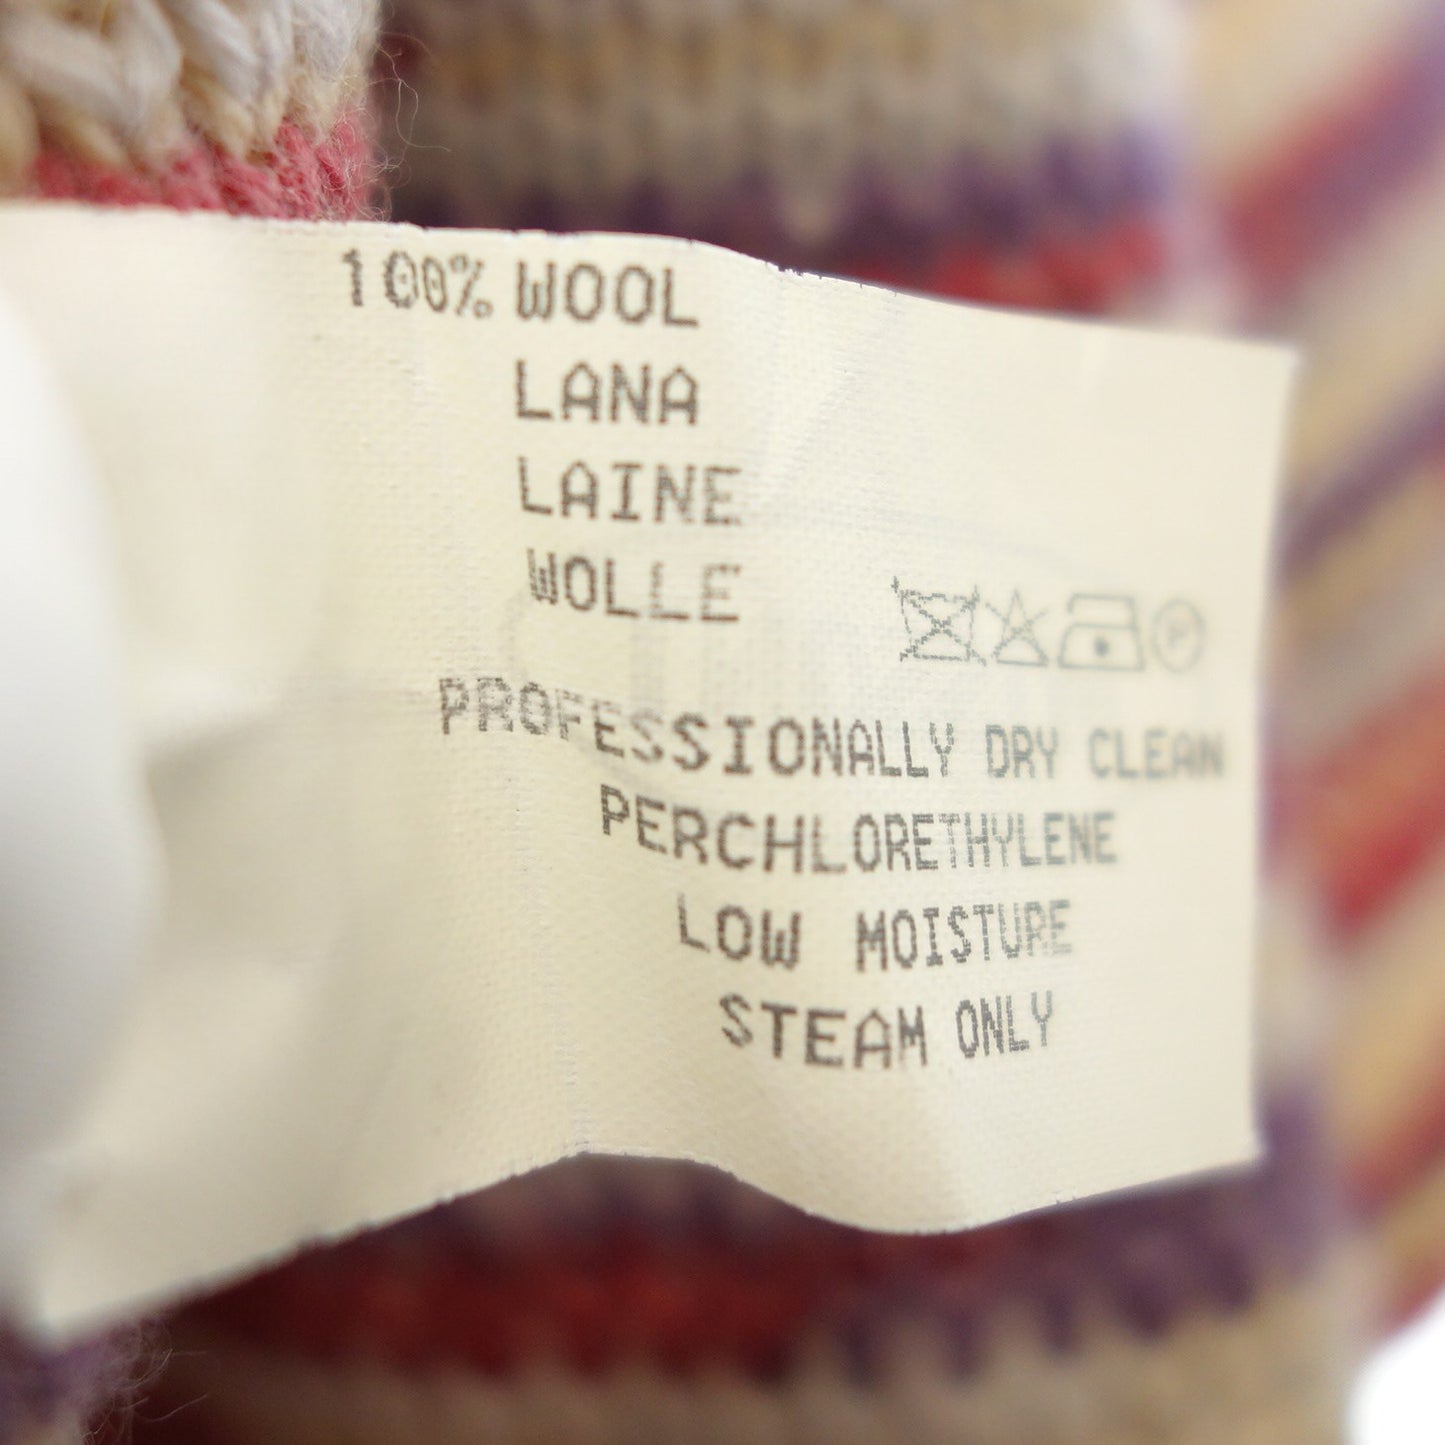 100% WOOL
LANA
LAINE
WOLLE
P
PROFESSIONALLY DRY CLEAN
PERCHLORETHYLENE
LOW MOISTURE
STEAM ONLY